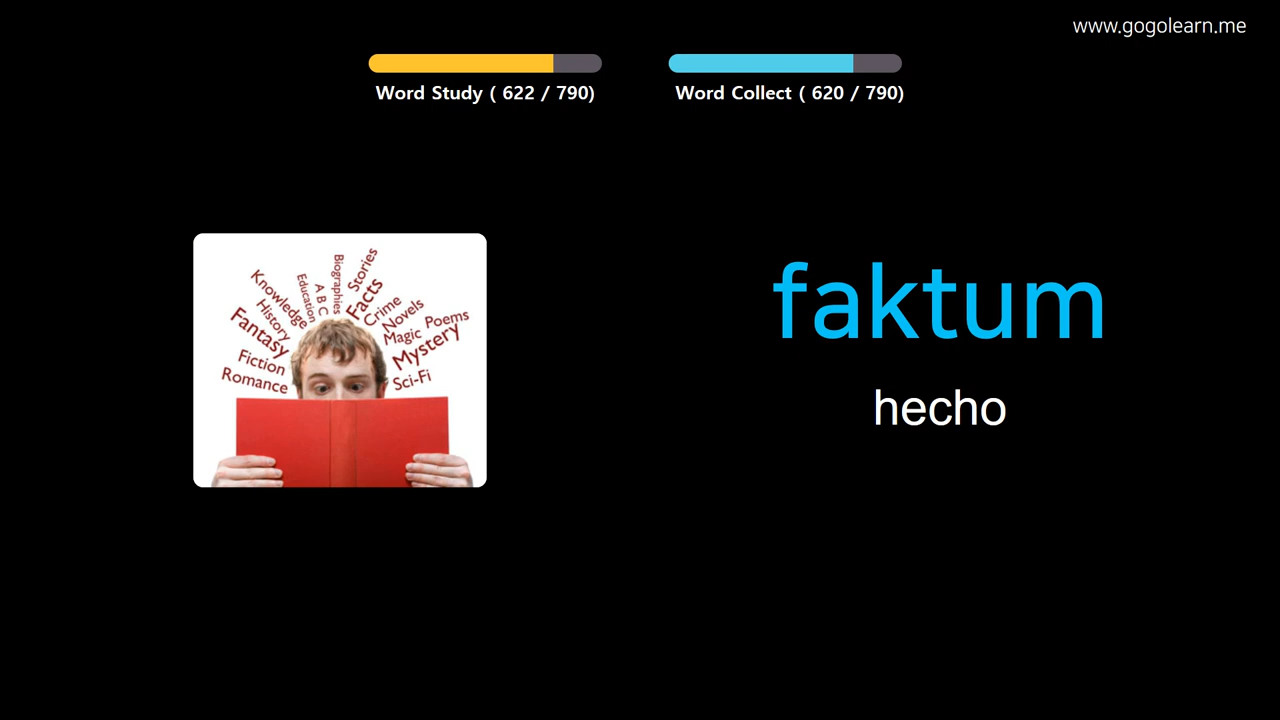 www.gogolearn.me
Word Study ( 622 / 790)
Word Collect ( 620 / 790)
faktum
hecho
Knowledge
History
Fantasy
Fiction
Romance
Education
A B C
Biographies
Stories
Facts
Crime
Novels
Magic
Poems
Mystery
Sci-Fi